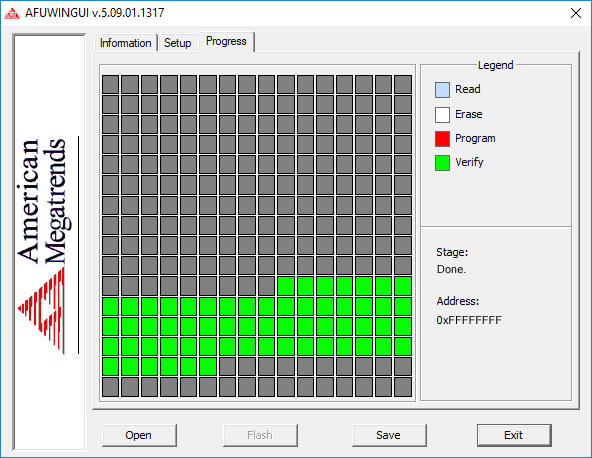 AFUWINGUI v.5.09.01.1317
American
Megatrends
Information
Setup
Progress
Legend
Read
Erase
Program
Verify
Stage:
Done.
Address:
0xFFFFFFFF
Open
Flash
Save
Exit